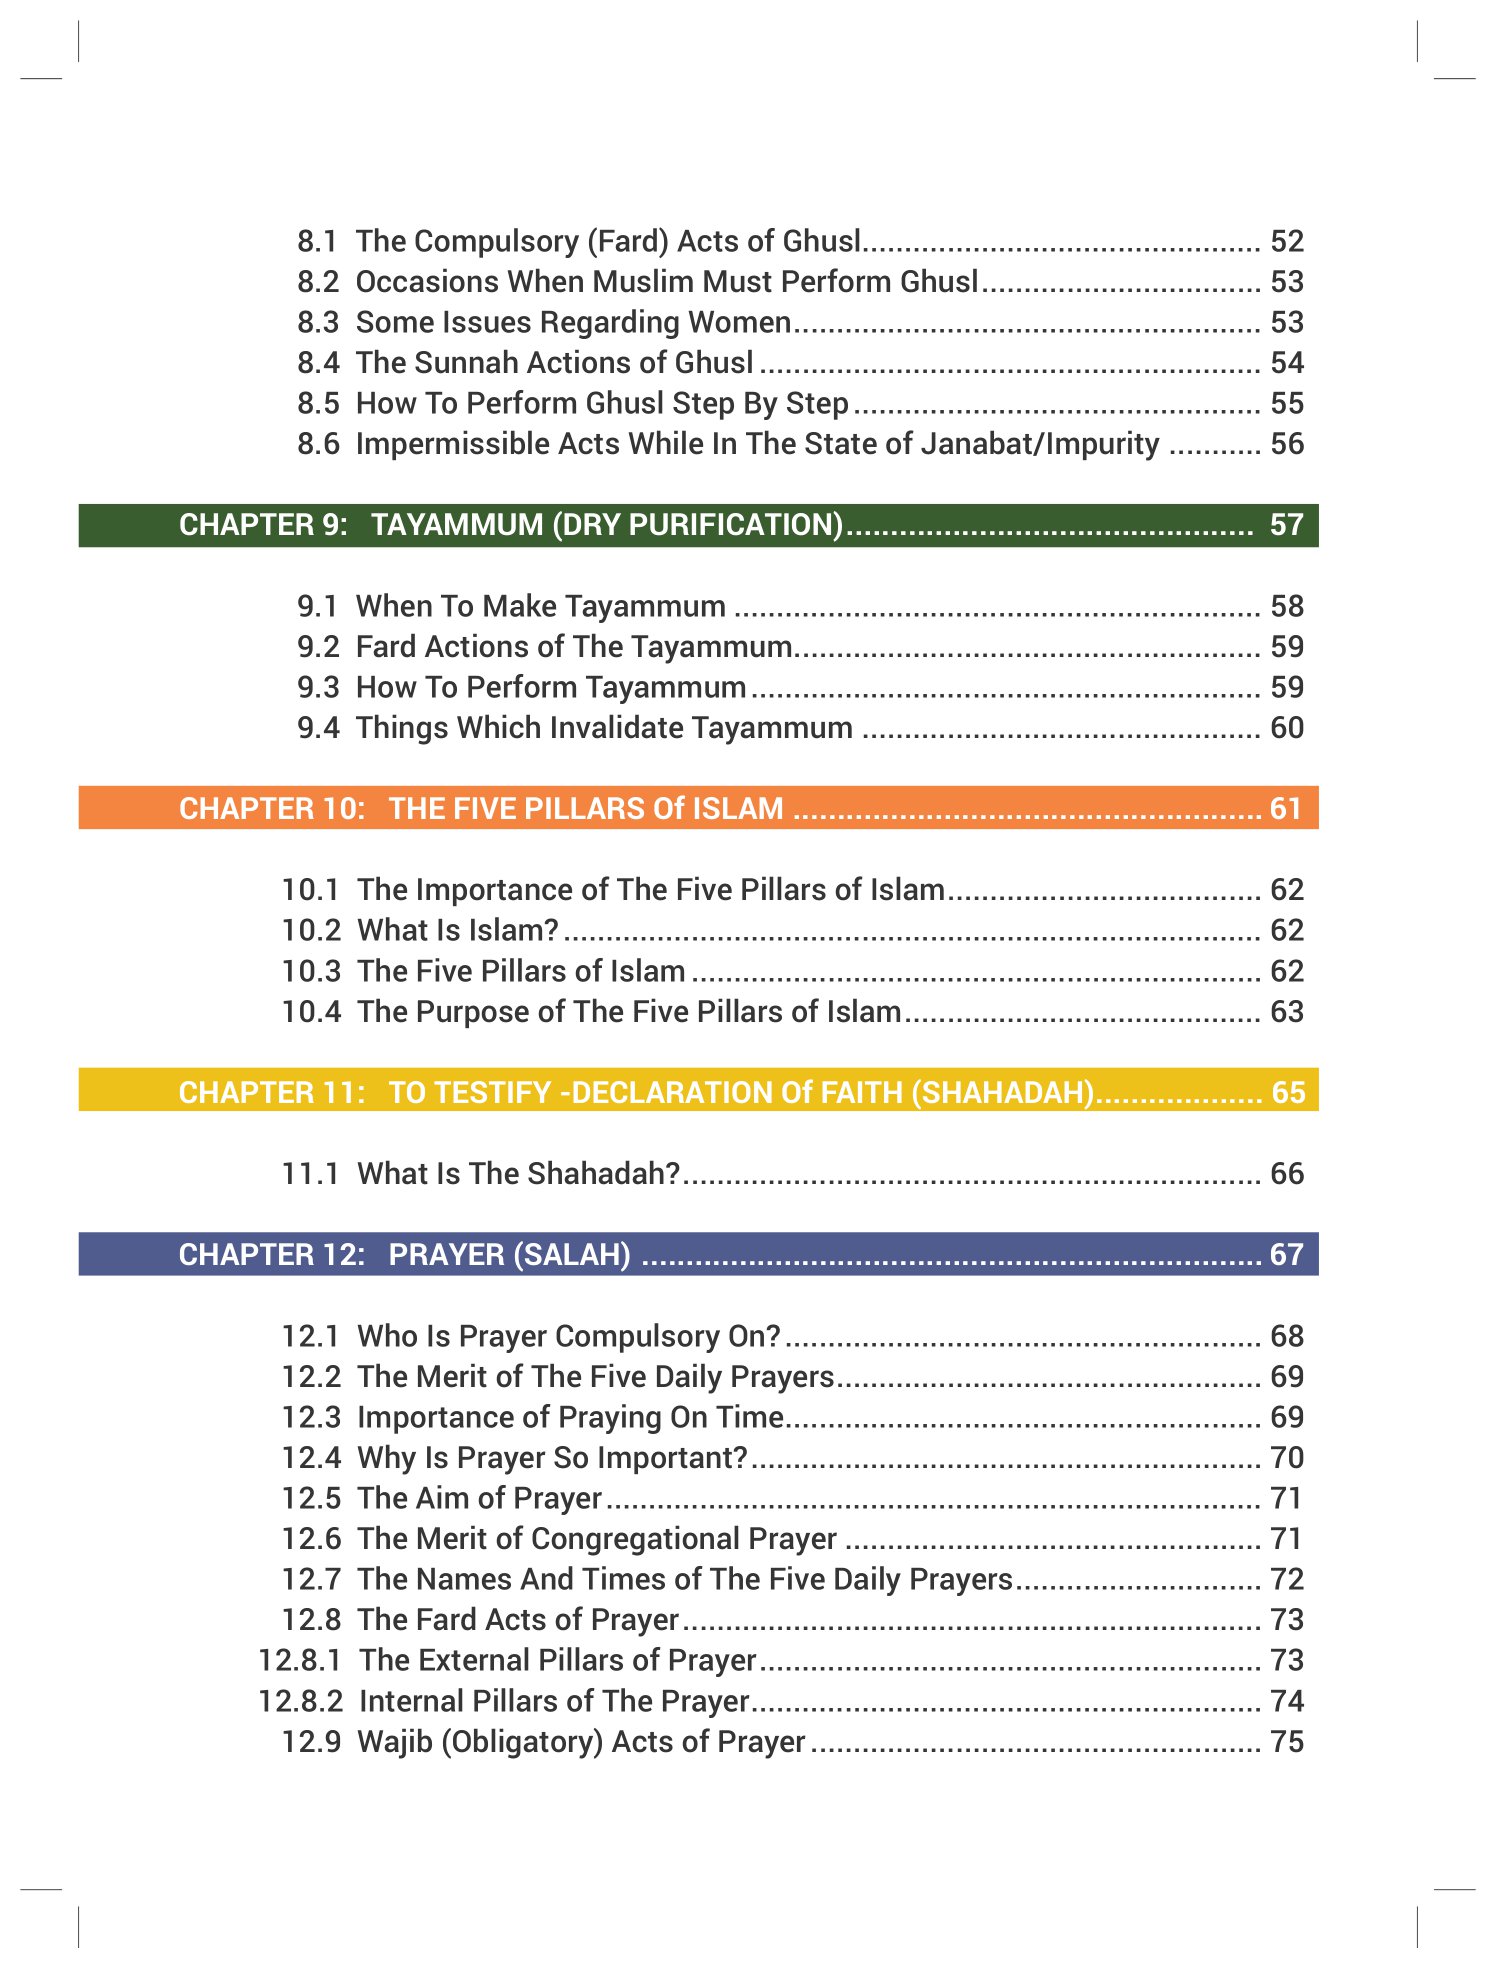 8.1 The Compulsory (Fard) Acts of Ghusl............................................... 52
8.2 Occasions When Muslim Must Perform Ghusl................................. 53
8.3 Some Issues Regarding Women....................................................... 53
8.4 The Sunnah Actions of Ghusl ........................................................... 54
8.5 How To Perform Ghusl Step By Step ................................................ 55
8.6 Impermissible Acts While In The State of Janabat/Impurity ........... 56
CHAPTER 9: TAYAMMUM (DRY PURIFICATION).............................................. 57
9.1 When To Make Tayammum .............................................................. 58
9.2 Fard Actions of The Tayammum....................................................... 59
9.3 How To Perform Tayammum ............................................................ 59
9.4 Things Which Invalidate Tayammum ............................................... 60
CHAPTER 10: THE FIVE PILLARS Of ISLAM ..................................................... 61
10.1 The Importance of The Five Pillars of Islam..................................... 62
10.2 What Is Islam? .................................................................................. 62
10.3 The Five Pillars of Islam ................................................................... 62
10.4 The Purpose of The Five Pillars of Islam.......................................... 63
CHAPTER 11: TO TESTIFY -DECLARATION Of FAITH (SHAHADAH)................... 65
11.1 What Is The Shahadah?.................................................................... 66
CHAPTER 12: PRAYER (SALAH) ...................................................................... 67
12.1 Who Is Prayer Compulsory On? ........................................................ 68
12.2 The Merit of The Five Daily Prayers.................................................. 69
12.3 Importance of Praying On Time........................................................ 69
12.4 Why Is Prayer So Important?............................................................ 70
12.5 The Aim of Prayer ............................................................................. 71
12.6 The Merit of Congregational Prayer ................................................. 71
12.7 The Names And Times of The Five Daily Prayers............................. 72
12.8 The Fard Acts of Prayer.................................................................... 73
12.8.1 The External Pillars of Prayer........................................................... 73
12.8.2 Internal Pillars of The Prayer............................................................ 74
12.9 Wajib (Obligatory) Acts of Prayer ..................................................... 75